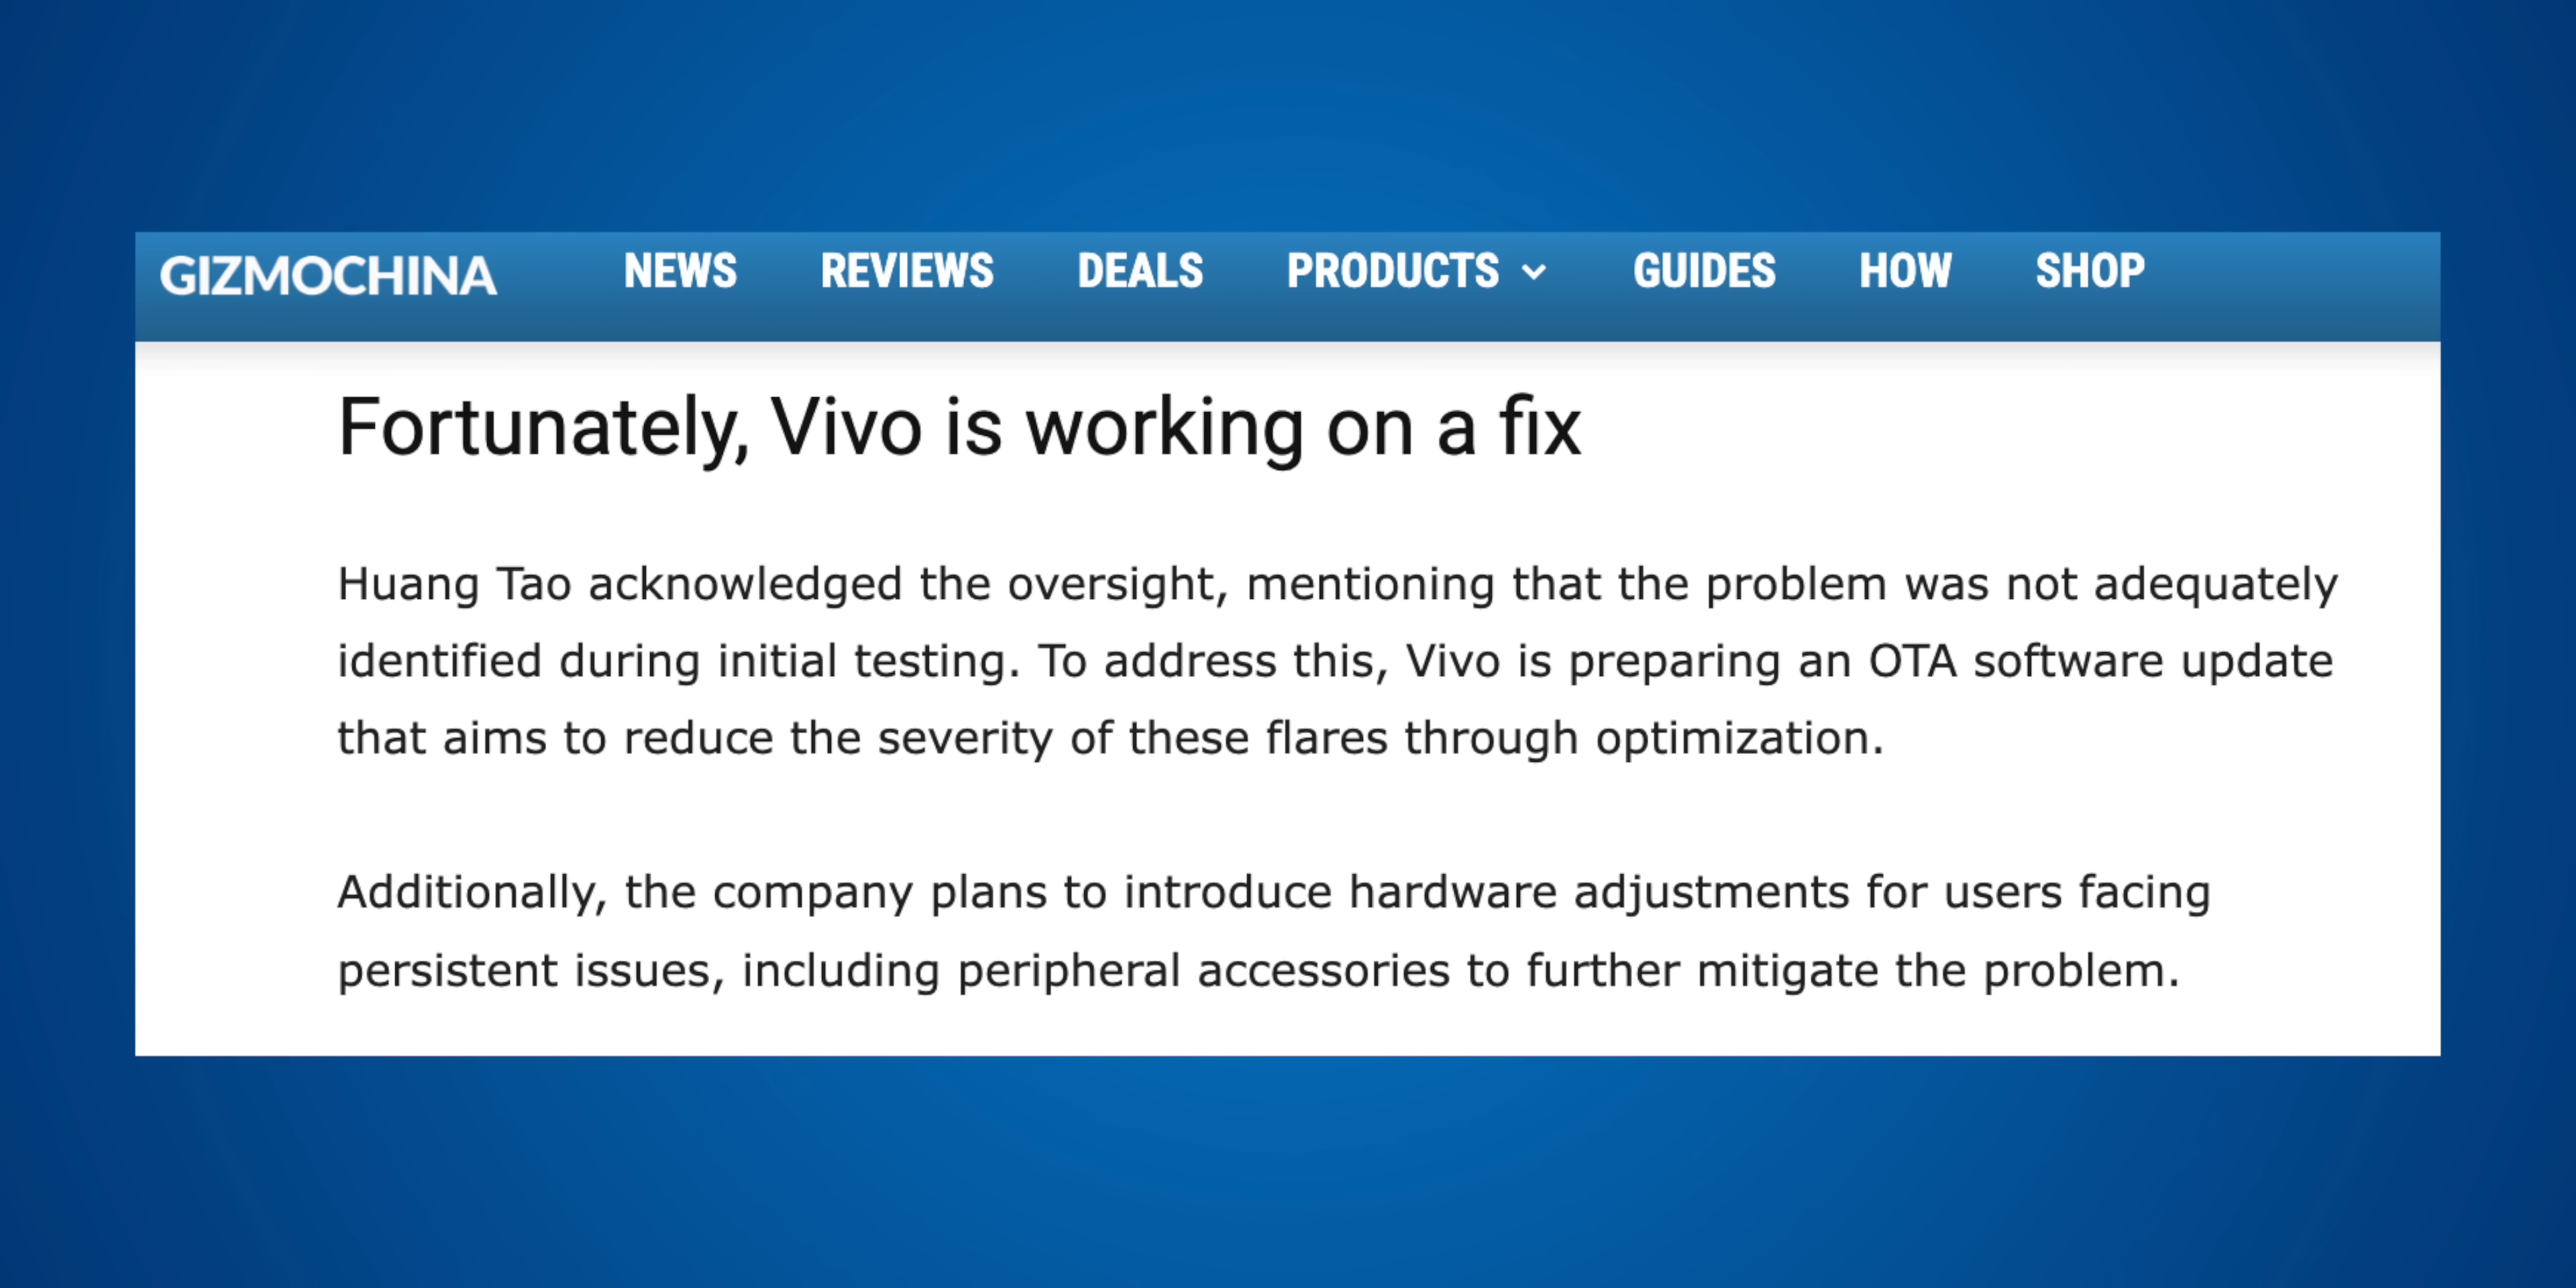 GIZMOCHINA NEWS REVIEWS DEALS PRODUCTS GUIDES HOW SHOP
Fortunately, Vivo is working on a fix
Huang Tao acknowledged the oversight, mentioning that the problem was not adequately
identified during initial testing. To address this, Vivo is preparing an OTA software update
that aims to reduce the severity of these flares through optimization.
Additionally, the company plans to introduce hardware adjustments for users facing
persistent issues, including peripheral accessories to further mitigate the problem.